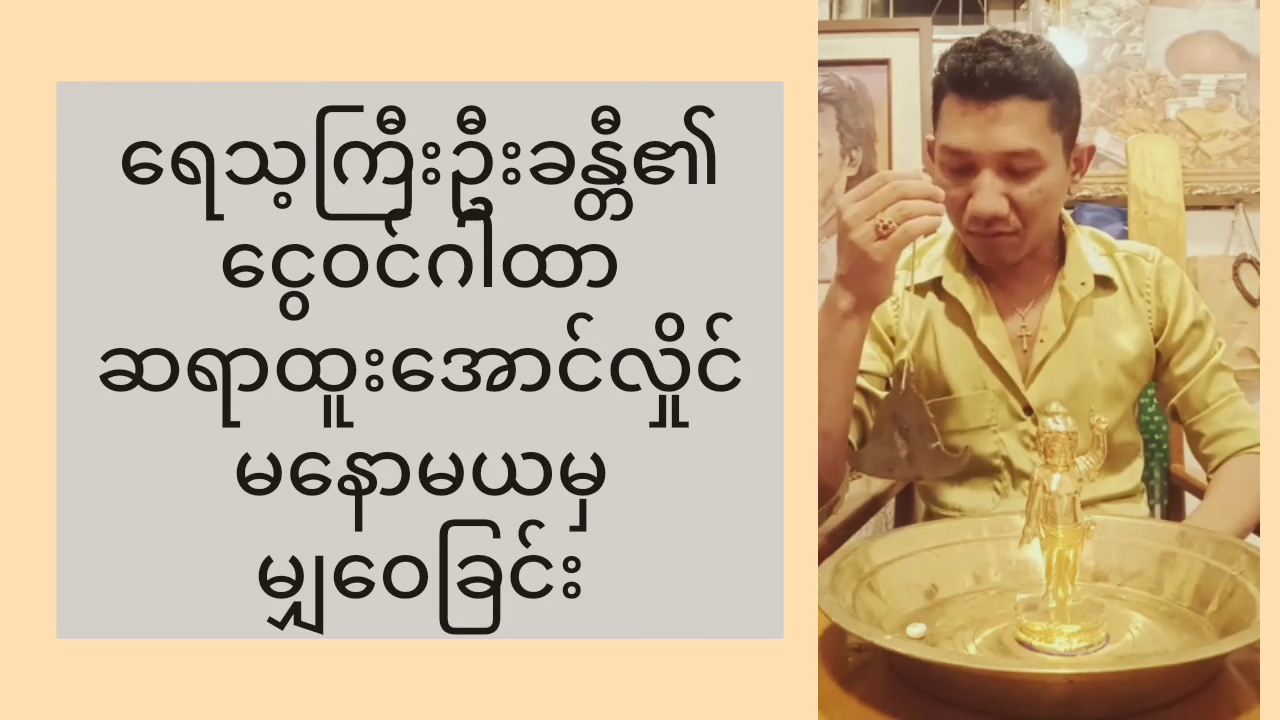 ရေသ့ကြီးဦးခန္တီ၏
ငွေဝင်ဂါထာ
ဆရာထူးအောင်လှိုင်
မနောမယမှ
မျှဝေခြင်း